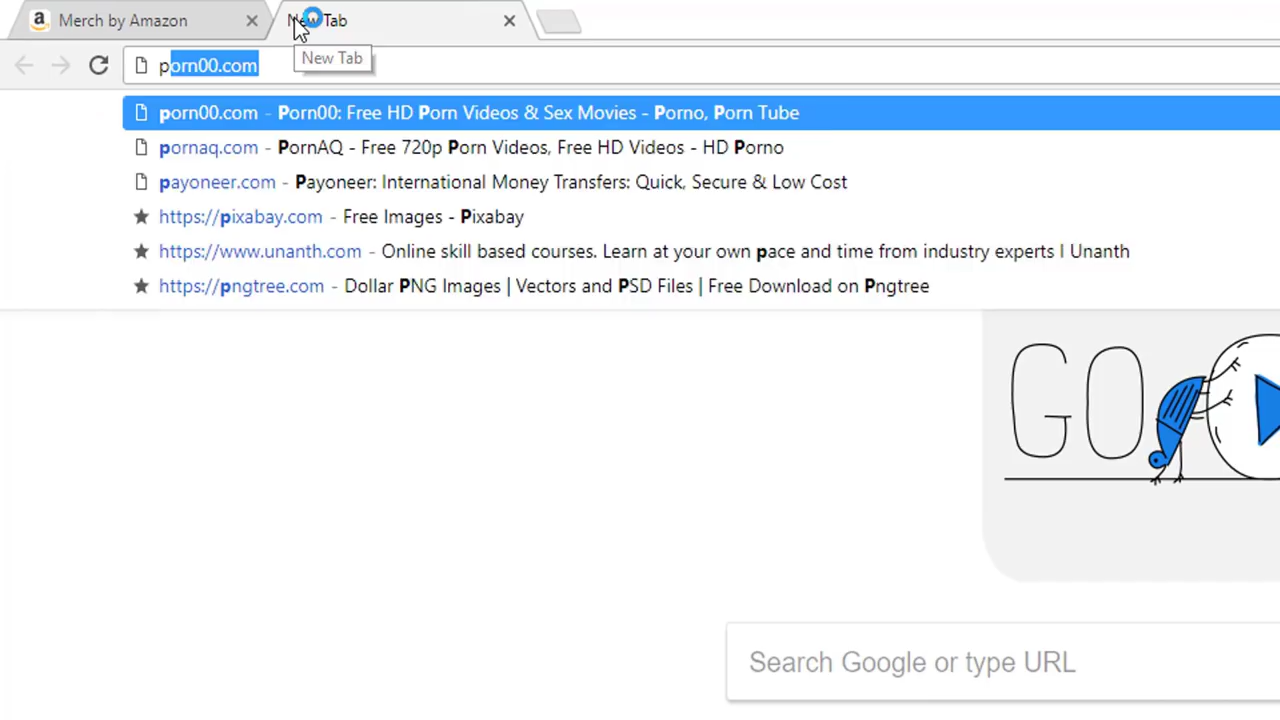 Merch by Amazon
New Tab
porn00.com
New Tab
porn00.com - Porn00: Free HD Porn Videos & Sex Movies - Porno, Porn Tube
pornaq.com - PornAQ - Free 720p Porn Videos, Free HD Videos - HD Porno
payoneer.com - Payoneer: International Money Transfers: Quick, Secure & Low Cost
https://pixabay.com - Free Images - Pixabay
https://www.unanth.com - Online skill based courses. Learn at your own pace and time from industry experts I Unanth
https://pngtree.com - Dollar PNG Images | Vectors and PSD Files | Free Download on Pngtree
GO
Search Google or type URL